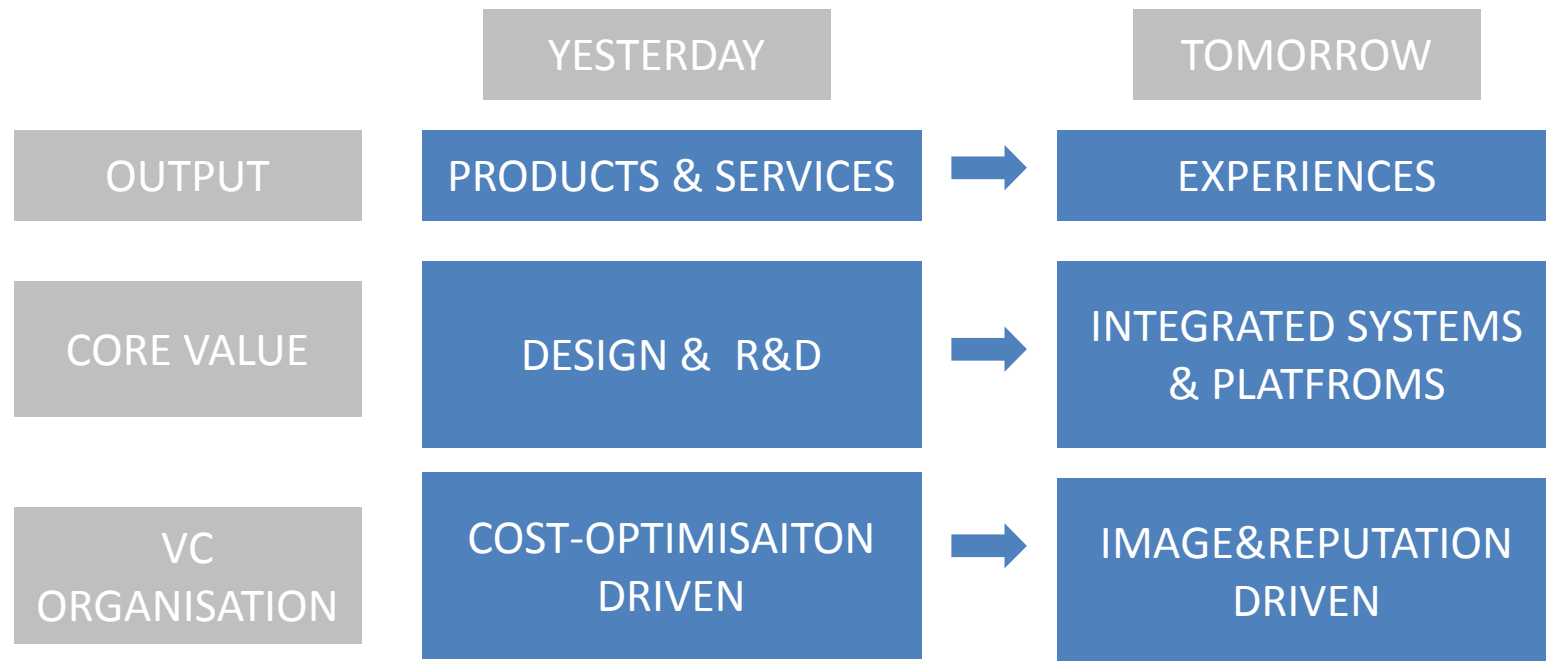 YESTERDAY
TOMORROW
OUTPUT
PRODUCTS & SERVICES
EXPERIENCES
CORE VALUE
DESIGN &  R&D
INTEGRATED SYSTEMS
& PLATFROMS
VC
ORGANISATION
COST-OPTIMISAITON
DRIVEN
IMAGE&REPUTATION
DRIVEN